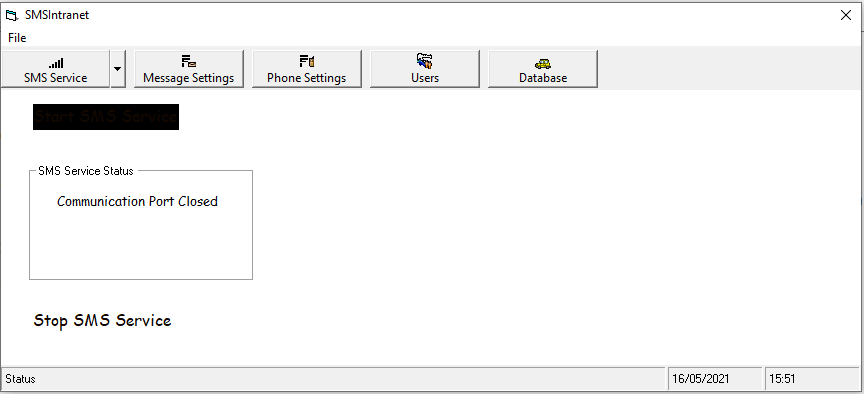 SMSIntranet
File
SMS Service
Message Settings
Phone Settings
Users
Database
Start SMS Service
SMS Service Status
Communication Port Closed
Stop SMS Service
Status
16/05/2021
15:51